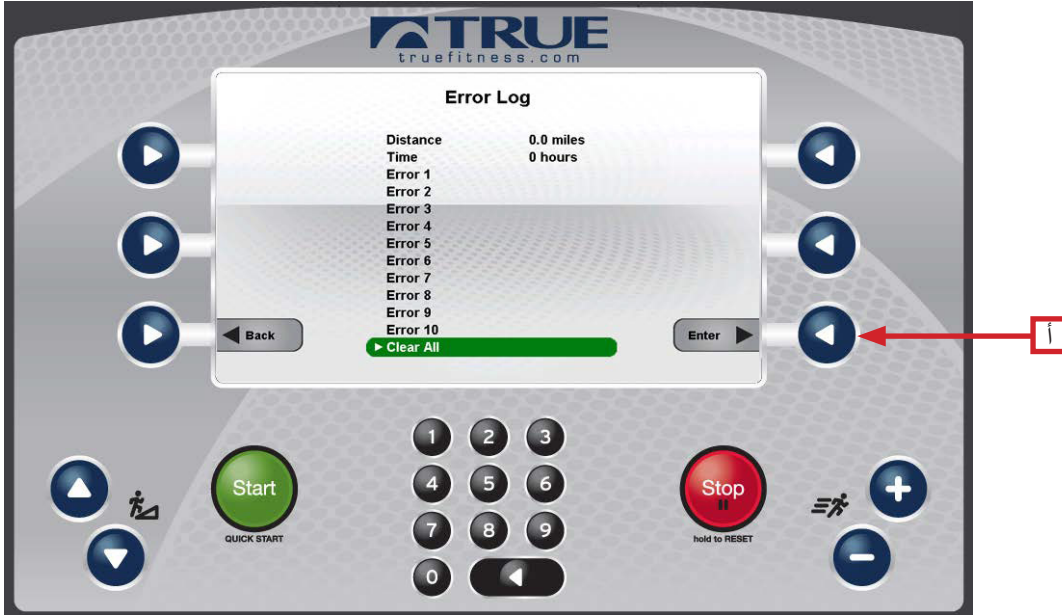 TRUE
truefitness.com
Error Log
Distance 0.0 miles
Time 0 hours
Error 1
Error 2
Error 3
Error 4
Error 5
Error 6
Error 7
Error 8
Error 9
Error 10
Clear All
Back
Enter
أ
1 2 3
4 5 6
7 8 9
0
Start
QUICK START
Stop
hold to RESET